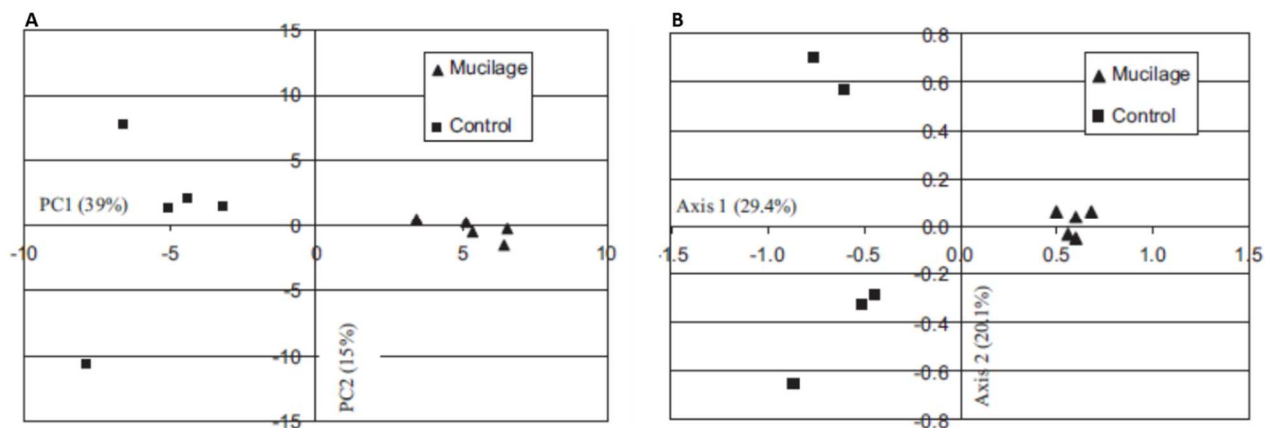 A
15
10
5
0
-5
-10
-15
-10
-5
0
5
10
PC1 (39%)
PC2 (15%)
Mucilage
Control
B
0.8
0.6
0.4
0.2
0.0
-0.2
-0.4
-0.6
-0.8
1.5
-1.0
-0.5
0.0
0.5
1.0
1.5
Axis 1 (29.4%)
Axis 2 (20.1%)
Mucilage
Control